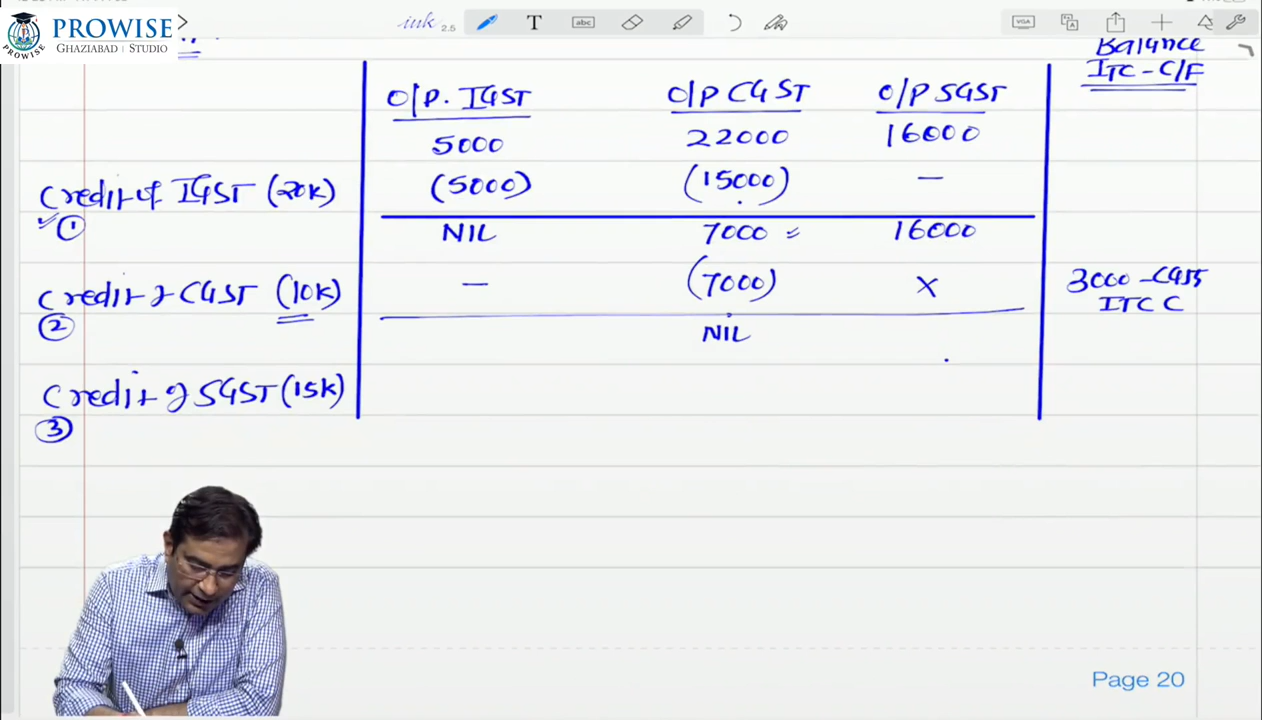 PROWISE
GHAZIABAD | STUDIO
PROWISE
ink 2.5 T abc VGA A
Balance
ITC - C/F
O/P. IGST O/P CGST O/P SGST
5000 22000 16000
Credit of IGST (20K) (5000) (15000) —
① NIL 7000 16000
Credit of CGST (10K) — (7000) X 3000 - CGST
② ITC C
NIL
Credit of SGST (15K)
③
Page 20